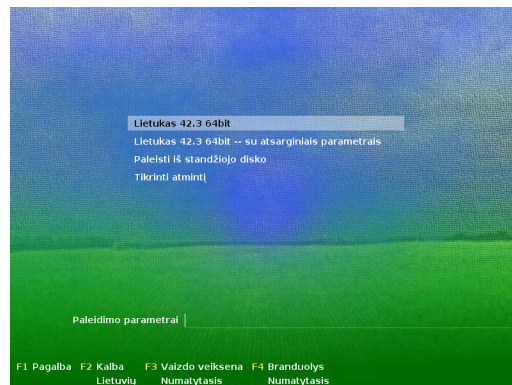 Lietukas 42.3 64bit
Lietukas 42.3 64bit -- su atsarginiais parametrais
Paleisti iš standžiojo disko
Tikrinti atmintį
Paleidimo parametrai
F1 Pagalba F2 Kalba F3 Vaizdo veiksena F4 Branduolys
Lietuvių Numatytasis Numatytasis